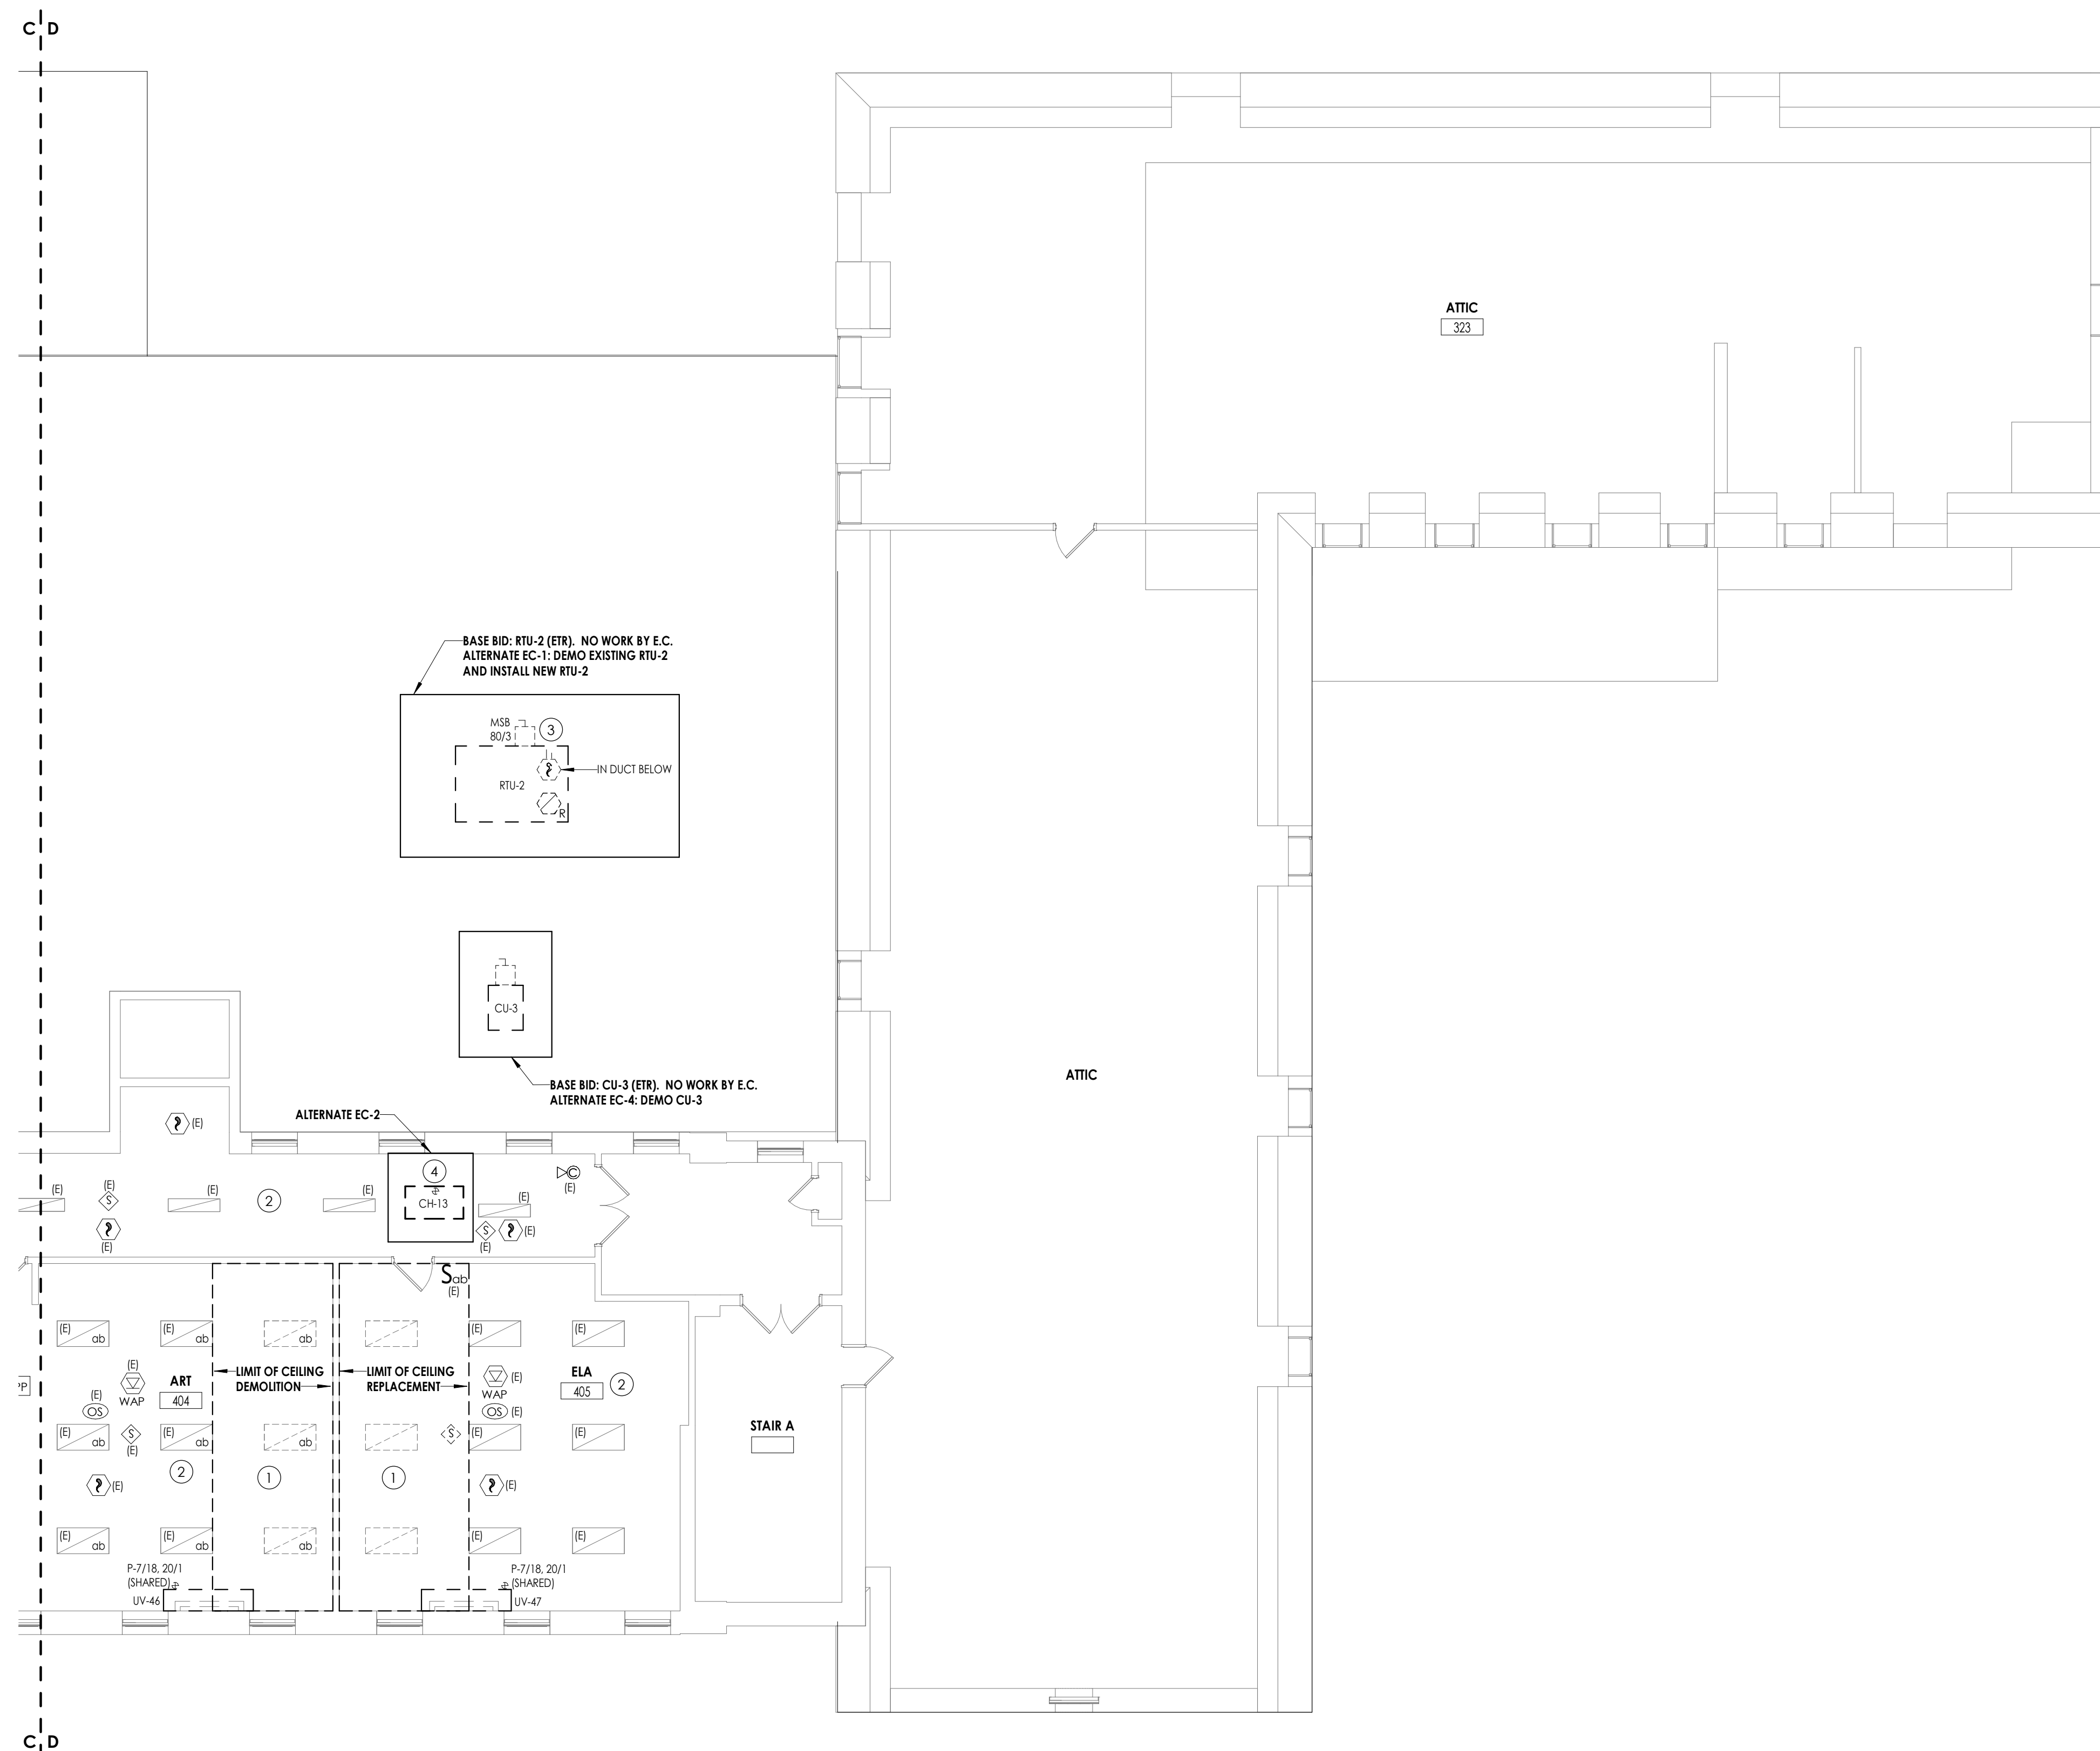 C D
ATTIC
323
BASE BID: RTU-2 (ETR). NO WORK BY E.C.
ALTERNATE EC-1: DEMO EXISTING RTU-2
AND INSTALL NEW RTU-2
MSB
80/3
3
IN DUCT BELOW
RTU-2
R
CU-3
BASE BID: CU-3 (ETR). NO WORK BY E.C.
ALTERNATE EC-4: DEMO CU-3
ATTIC
ALTERNATE EC-2
(E)
4
CH-13
C
(E)
(E)
(E)
S
(E)
2
(E)
(E)
(E)
S
(E)
(E)
S ab
(E)
(E)
ab
(E)
ab
ab
(E)
(E)
LIMIT OF CEILING
DEMOLITION
LIMIT OF CEILING
REPLACEMENT
(E)
WAP
ART
404
(E)
WAP
ELA
405
2
PP
(E)
OS
OS (E)
STAIR A
(E)
ab
S
(E)
(E)
ab
ab
S
(E)
(E)
2
1
1
(E)
(E)
(E)
ab
(E)
ab
ab
(E)
(E)
P-7/18, 20/1
(SHARED)
UV-46
P-7/18, 20/1
(SHARED)
UV-47
C D